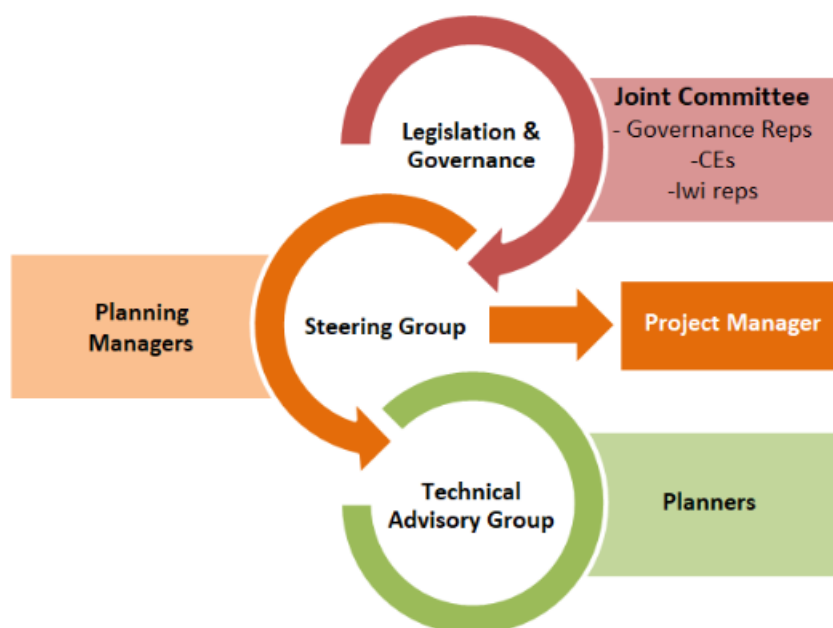 Legislation &
Governance
Joint Committee
- Governance Reps
-CEs
-Iwi reps
Planning
Managers
Steering Group
Project Manager
Technical
Advisory Group
Planners